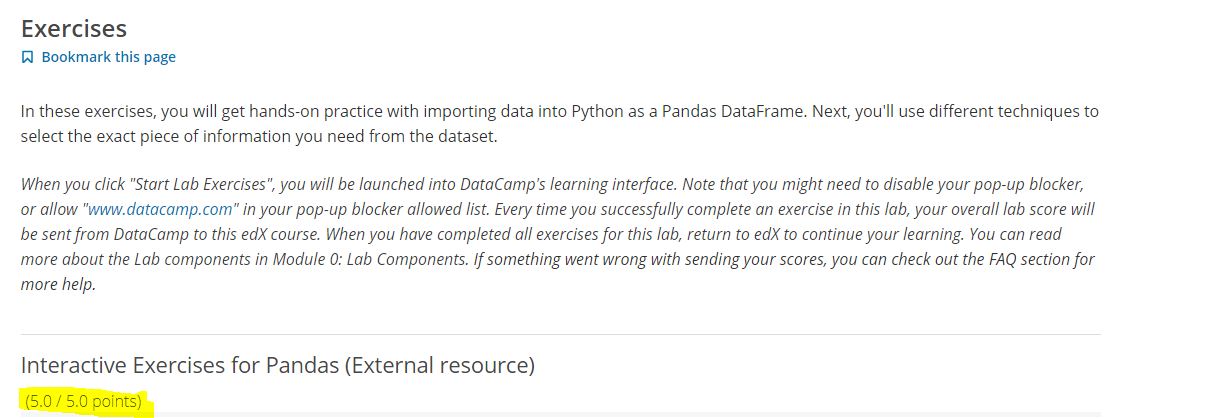 Exercises
Bookmark this page
In these exercises, you will get hands-on practice with importing data into Python as a Pandas DataFrame. Next, you'll use different techniques to
select the exact piece of information you need from the dataset.
When you click "Start Lab Exercises", you will be launched into DataCamp's learning interface. Note that you might need to disable your pop-up blocker,
or allow "www.datacamp.com" in your pop-up blocker allowed list. Every time you successfully complete an exercise in this lab, your overall lab score will
be sent from DataCamp to this edX course. When you have completed all exercises for this lab, return to edX to continue your learning. You can read
more about the Lab components in Module 0: Lab Components. If something went wrong with sending your scores, you can check out the FAQ section for
more help.
Interactive Exercises for Pandas (External resource)
(5.0 / 5.0 points)